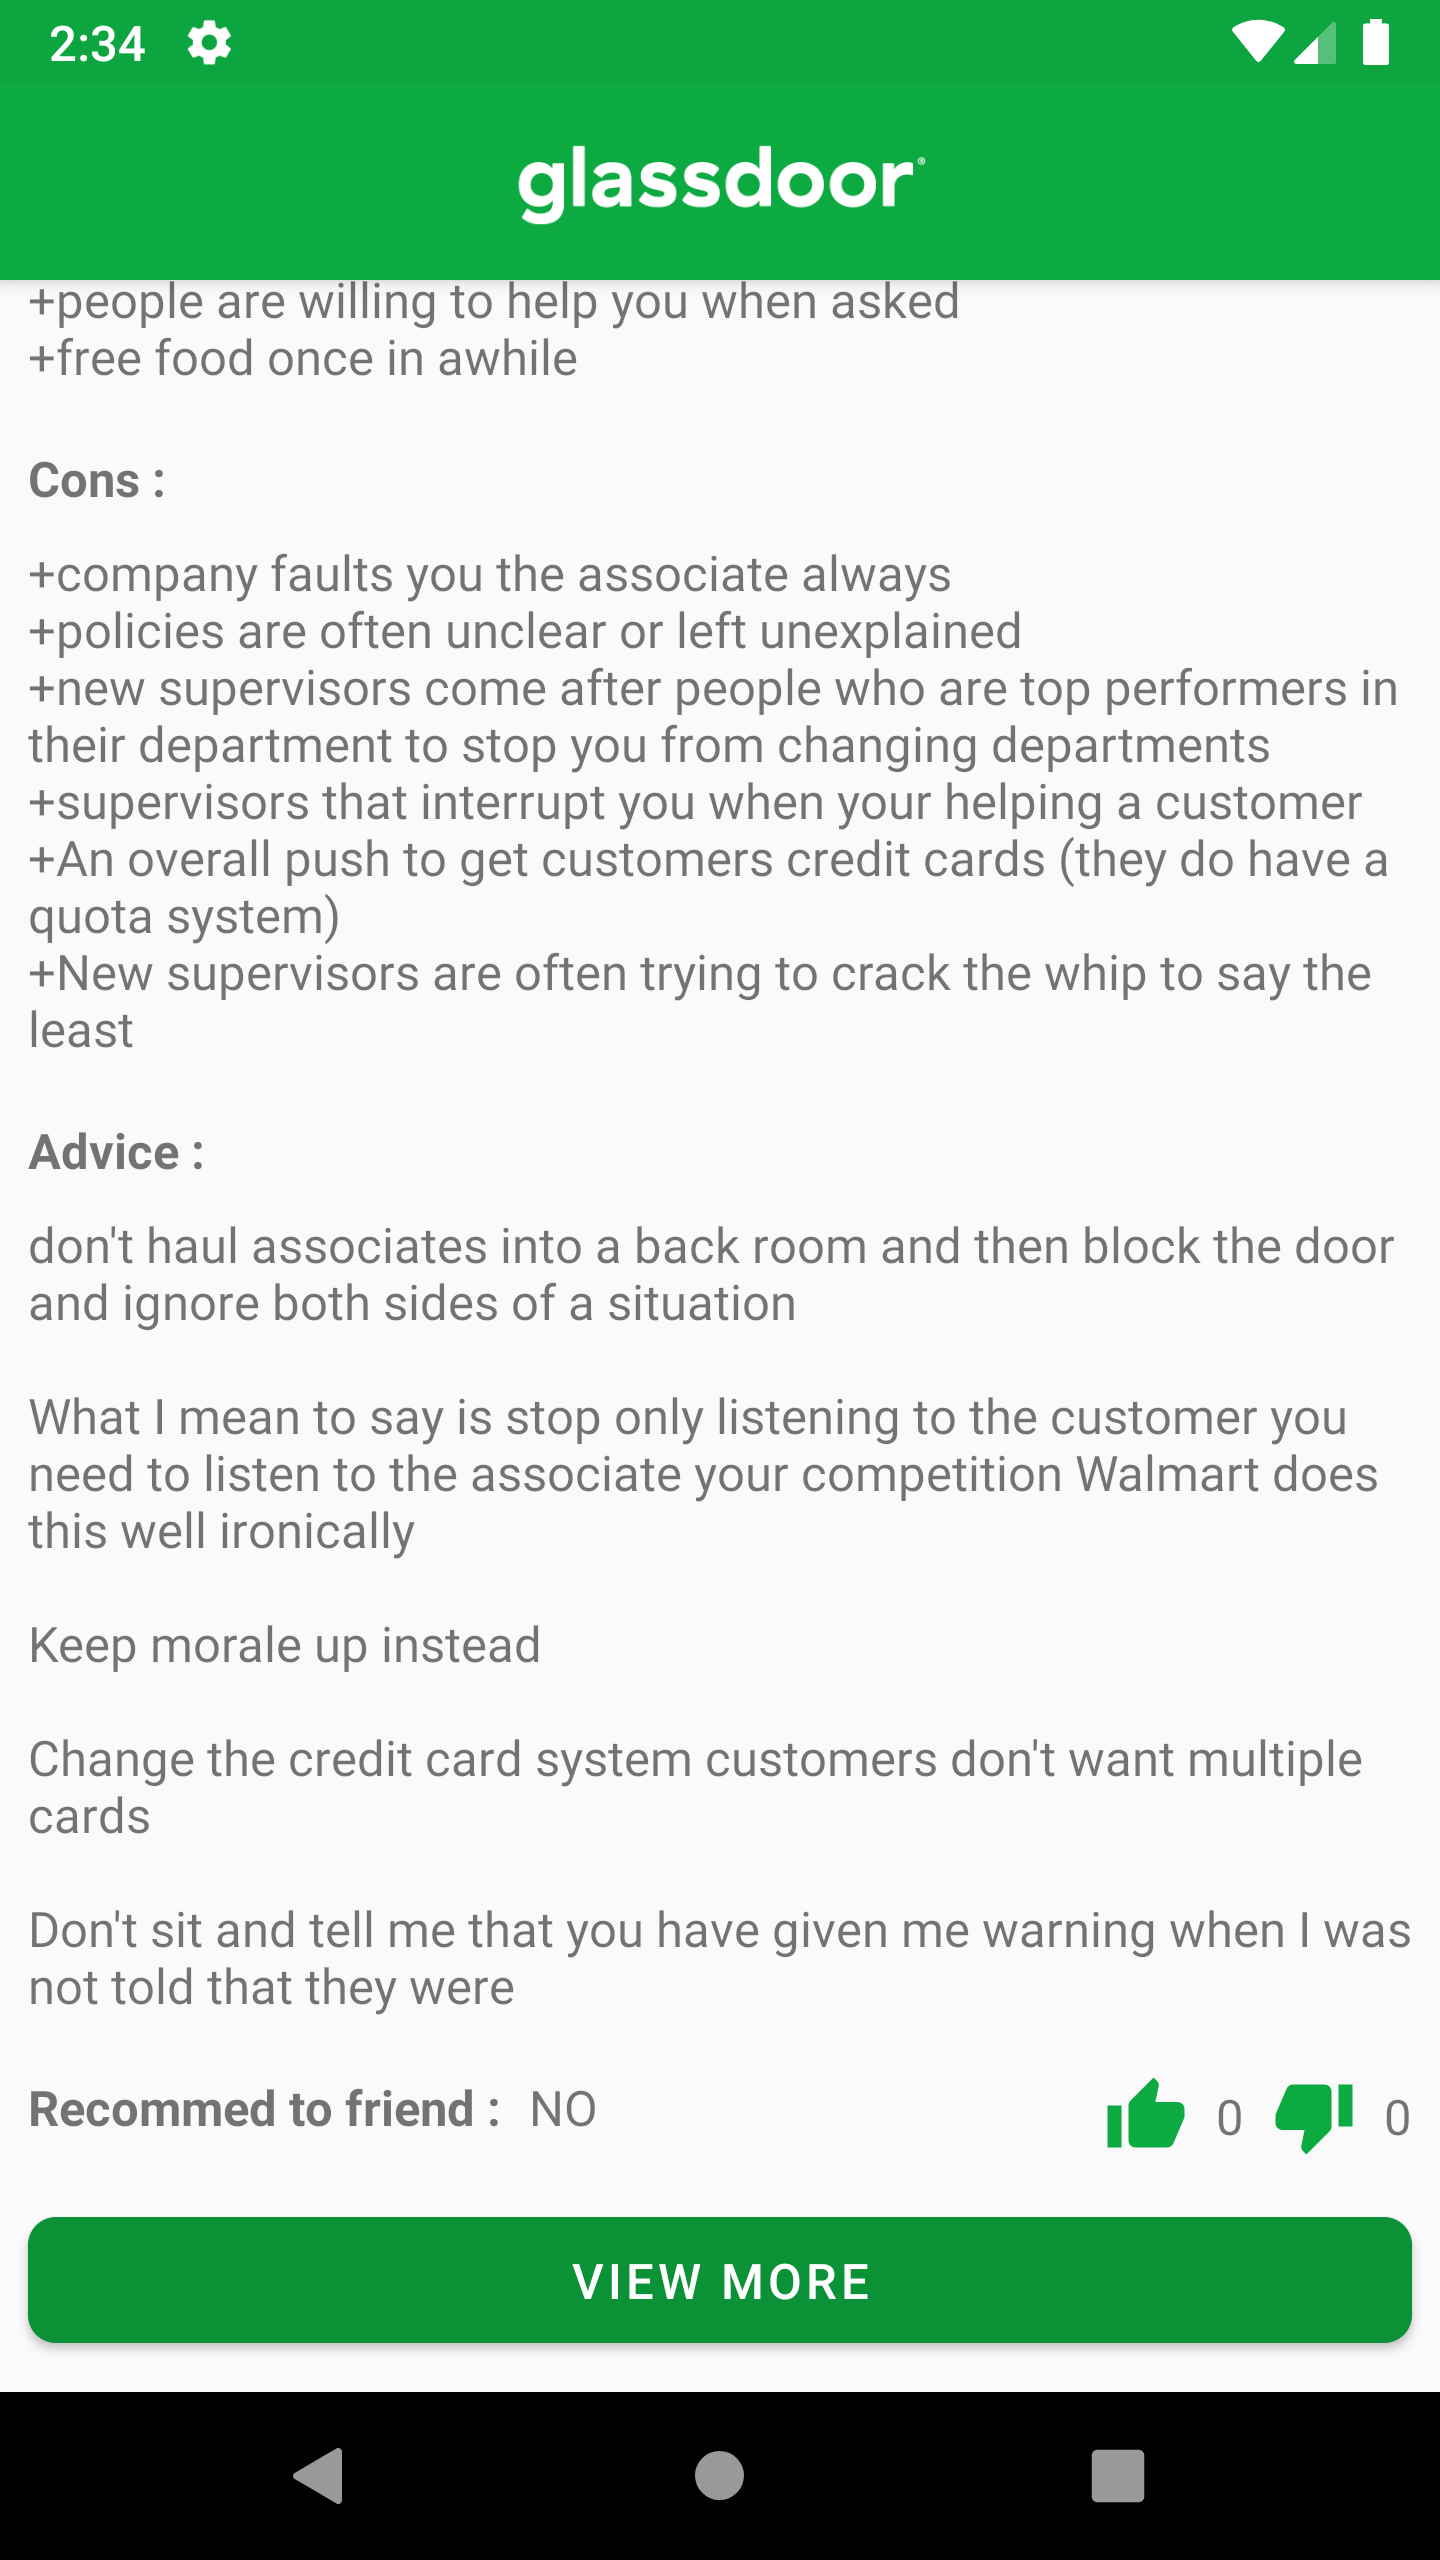 2:34
glassdoor®
+people are willing to help you when asked
+free food once in awhile
Cons :
+company faults you the associate always
+policies are often unclear or left unexplained
+new supervisors come after people who are top performers in
their department to stop you from changing departments
+supervisors that interrupt you when your helping a customer
+An overall push to get customers credit cards (they do have a
quota system)
+New supervisors are often trying to crack the whip to say the
least
Advice :
don't haul associates into a back room and then block the door
and ignore both sides of a situation
What I mean to say is stop only listening to the customer you
need to listen to the associate your competition Walmart does
this well ironically
Keep morale up instead
Change the credit card system customers don't want multiple
cards
Don't sit and tell me that you have given me warning when I was
not told that they were
Recommed to friend : NO 0 0
VIEW MORE